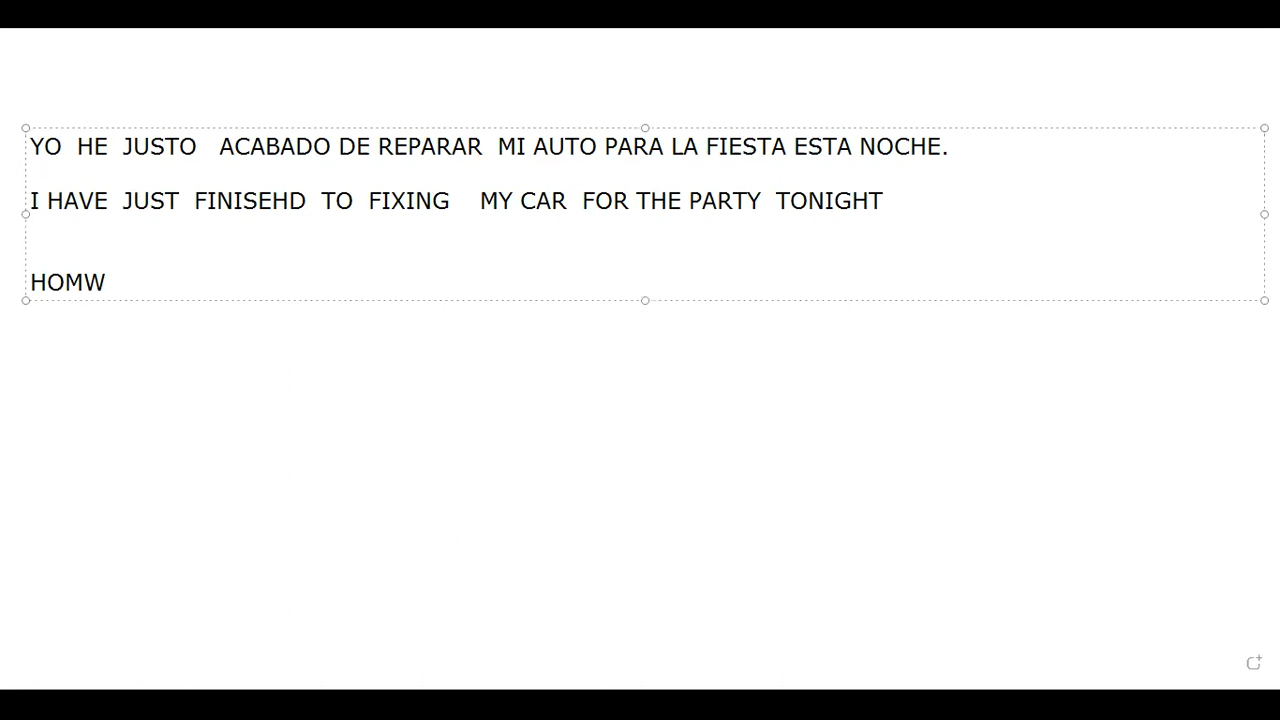 YO HE JUSTO ACABADO DE REPARAR MI AUTO PARA LA FIESTA ESTA NOCHE.
I HAVE JUST FINISEHD TO FIXING MY CAR FOR THE PARTY TONIGHT
HOMW